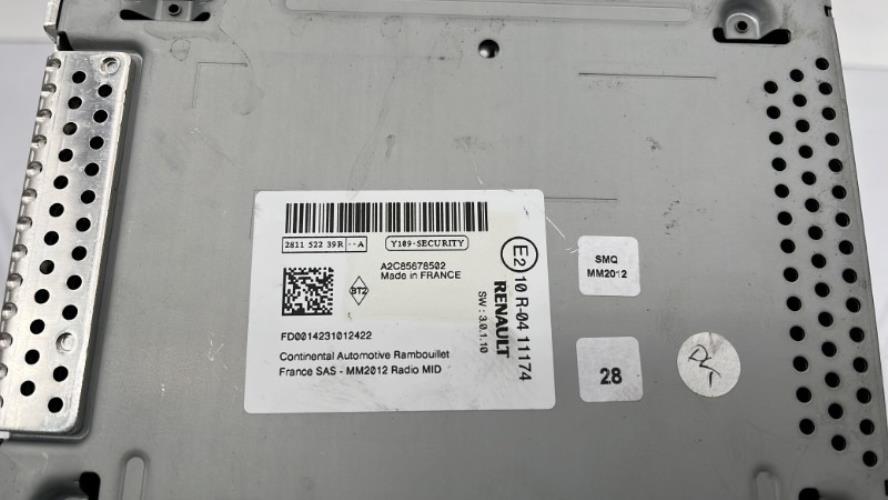 2811 522 39R --A
Y109-SECURITY
A2C85678502
Made in FRANCE
BT2
FD0014231012422
Continental Automotive Rambouillet
France SAS - MM2012 Radio MID
E2
10 R-04 11174
RENAULT
SW : 3.0.1.10
SMQ
MM2012
28